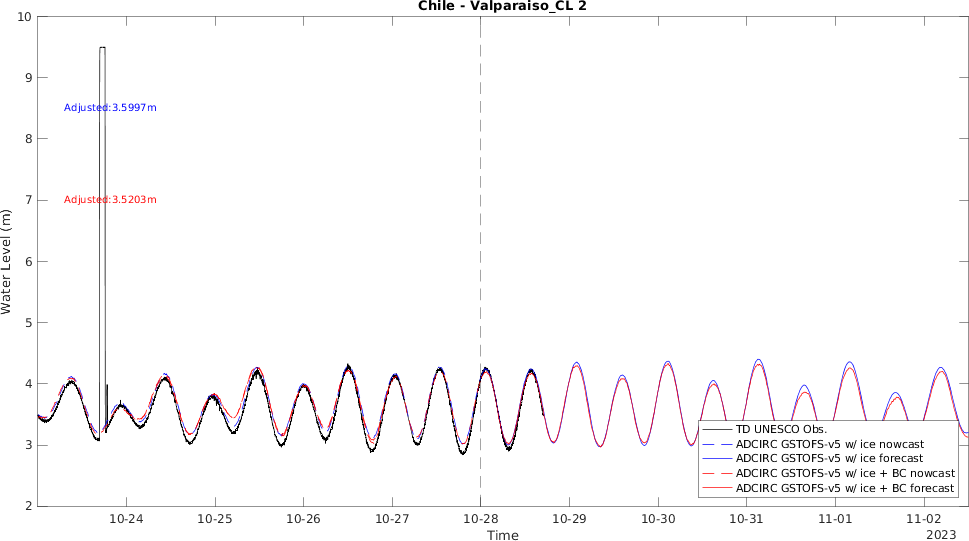 Chile - Valparaiso_CL 2
Water Level (m)
10
9
8
7
6
5
4
3
2
Adjusted:3.5997m
Adjusted:3.5203m
TD UNESCO Obs.
ADCIRC GSTOFS-v5 w/ ice nowcast
ADCIRC GSTOFS-v5 w/ ice forecast
ADCIRC GSTOFS-v5 w/ ice + BC nowcast
ADCIRC GSTOFS-v5 w/ ice + BC forecast
10-24 10-25 10-26 10-27 10-28 10-29 10-30 10-31 11-01 11-02
Time
2023